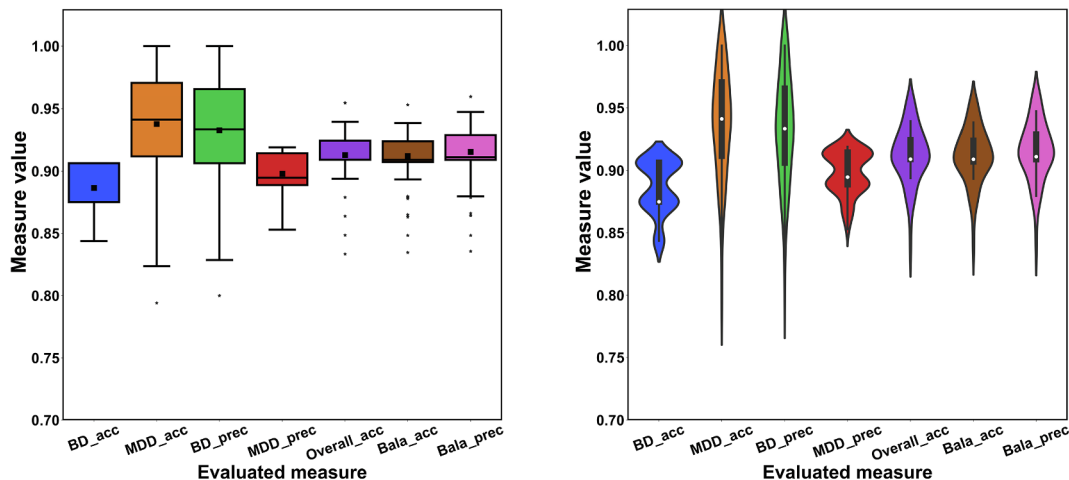 Measure value
1.00
0.95
0.90
0.85
0.80
0.75
0.70
BD_acc
MDD_acc
BD_prec
MDD_prec
Overall_acc
Bala_acc
Bala_prec
Evaluated measure
Measure value
1.00
0.95
0.90
0.85
0.80
0.75
0.70
BD_acc
MDD_acc
BD_prec
MDD_prec
Overall_acc
Bala_acc
Bala_prec
Evaluated measure